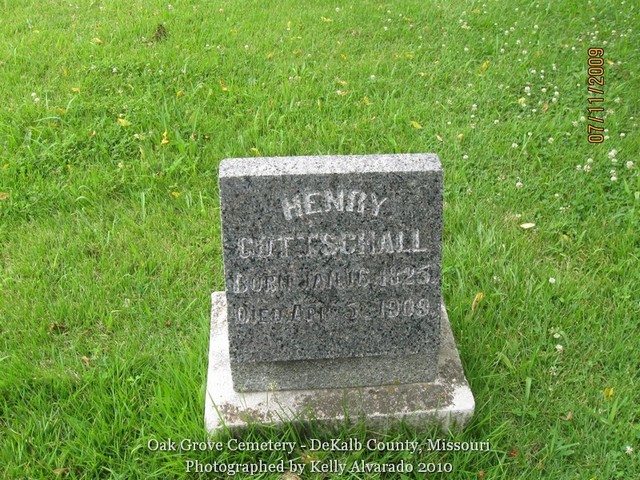 07/11/2009
HENRY
GOTTSCHALL
BORN JAN. 16, 1825
DIED APR. 1909
Oak Grove Cemetery - DeKalb County, Missouri
Photographed by Kelly Alvarado 2010